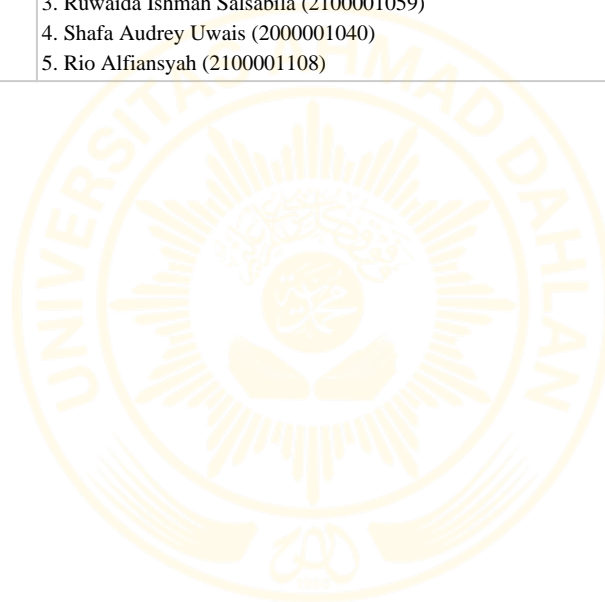 3. Ruwaida Ishmah Salsabila (2100001059)
4. Shafa Audrey Uwais (2000001040)
5. Rio Alfiansyah (2100001108)
UNIVERSITAS AHMAD DAHLAN